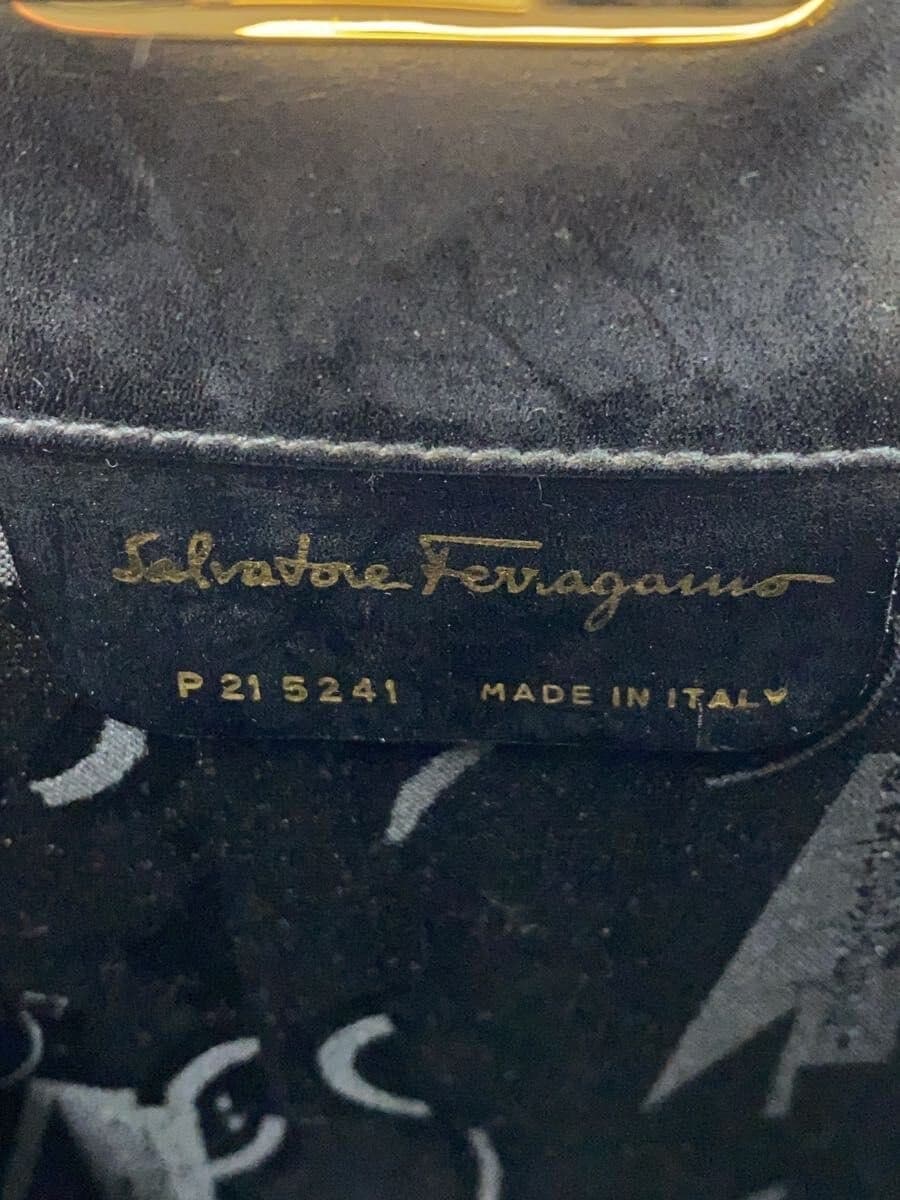 Salvatore Ferragamo
P 21 5241 MADE IN ITALY